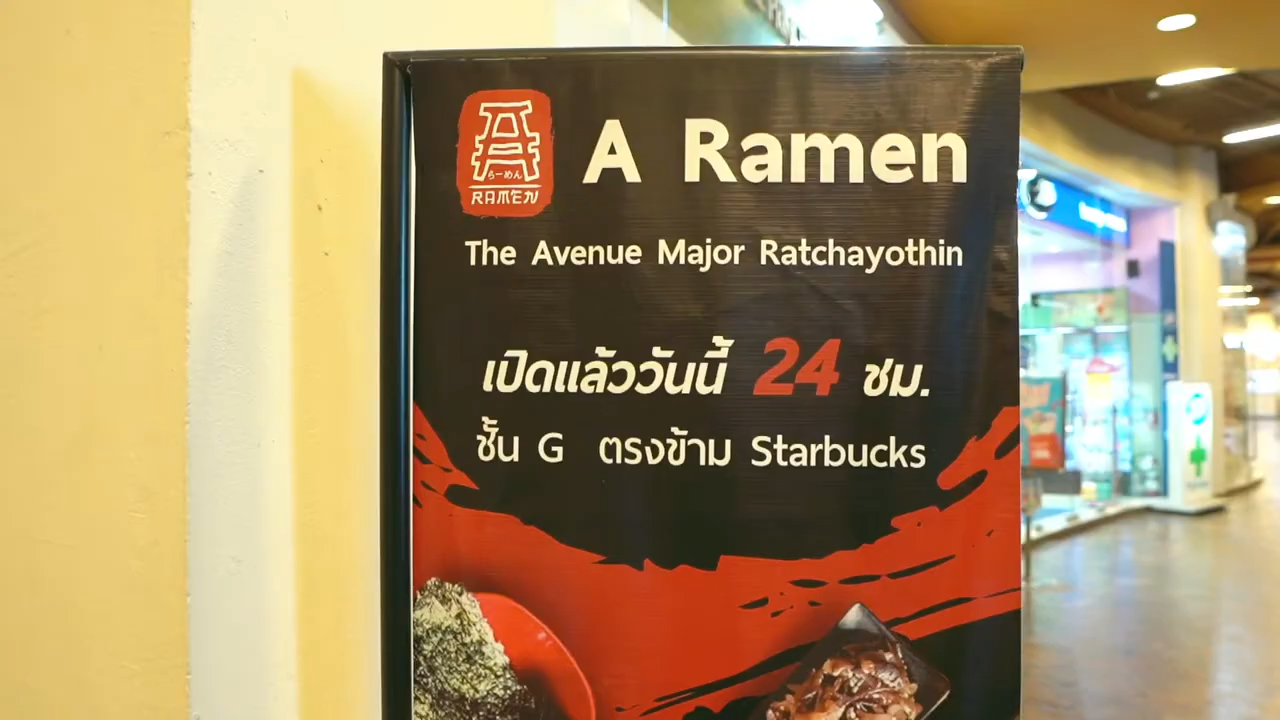 らーめん
RAMEN
A Ramen
The Avenue Major Ratchayothin
เปิดแล้ววันนี้ 24 ชม.
ชั้น G ตรงข้าม Starbucks